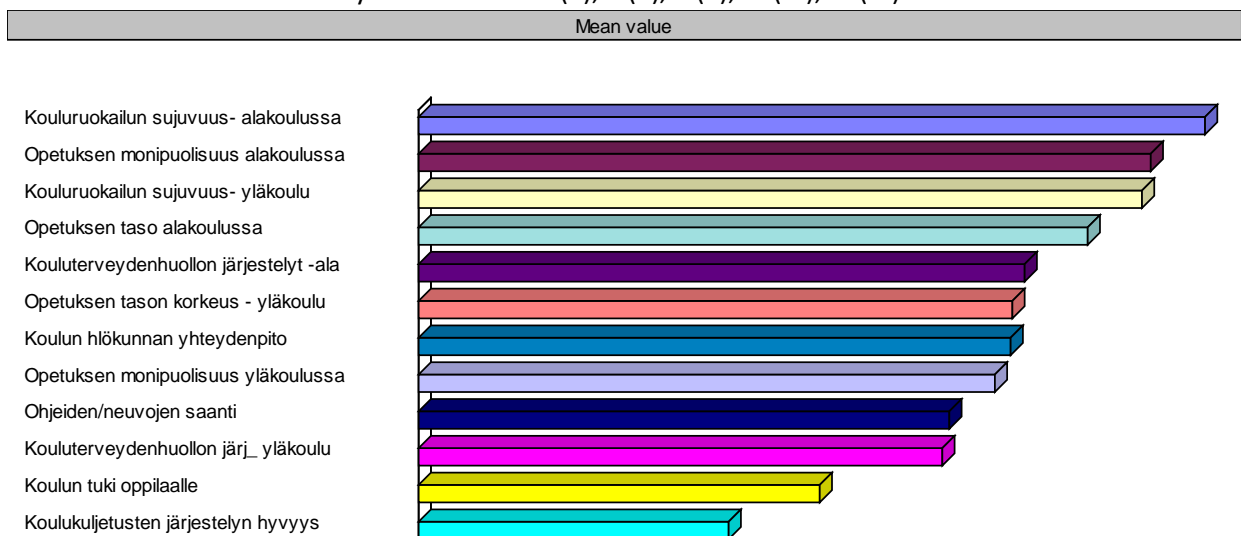 Mean value
Kouluruokailun sujuvuus- alakoulussa
Opetuksen monipuolisuus alakoulussa
Kouluruokailun sujuvuus- yläkoulu
Opetuksen taso alakoulussa
Kouluterveydenhuollon järjestelyt -ala
Opetuksen tason korkeus - yläkoulu
Koulun hlökunnan yhteydenpito
Opetuksen monipuolisuus yläkoulussa
Ohjeiden/neuvojen saanti
Kouluterveydenhuollon järj_ yläkoulu
Koulun tuki oppilaalle
Koulukuljetusten järjestelyn hyvyys